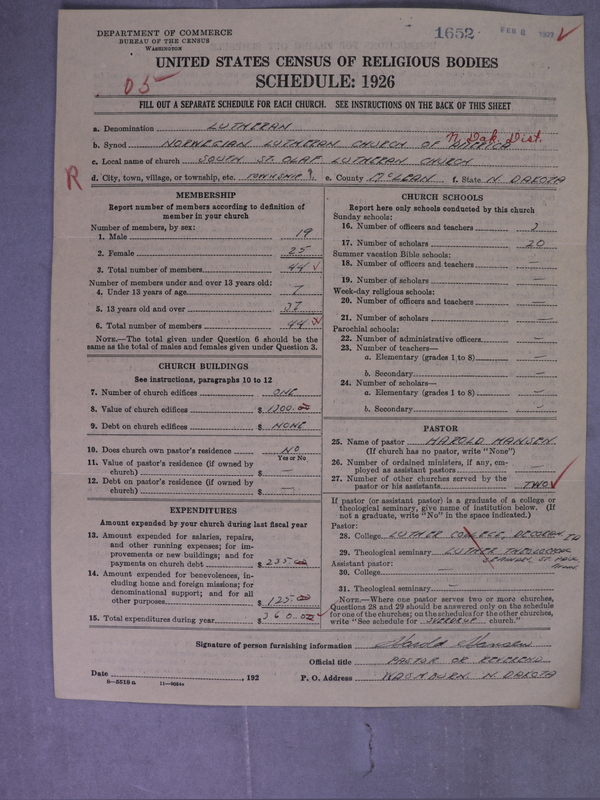 DEPARTMENT OF COMMERCE
BUREAU OF THE CENSUS
WASHINGTON
1652
FEB 8 1927
UNITED STATES CENSUS OF RELIGIOUS BODIES
SCHEDULE: 1926
FILL OUT A SEPARATE SCHEDULE FOR EACH CHURCH. SEE INSTRUCTIONS ON THE BACK OF THIS SHEET
a. Denomination LUTHERAN
N. Dak. Dist.
b. Synod NORWEGIAN LUTHERAN CHURCH OF AMERICA
c. Local name of church SOUTH ST. OLAF LUTHERAN CHURCH
R
d. City, town, village, or township, etc. TOWNSHIP e. County McLEAN f. State N. DAKOTA
MEMBERSHIP
Report number of members according to definition of
member in your church
Number of members, by sex:
1. Male 19
2. Female 25
3. Total number of members 44
Number of members under and over 13 years old:
4. Under 13 years of age 7
5. 13 years old and over 37
6. Total number of members 44
NOTE.—The total given under Question 6 should be the
same as the total of males and females given under Question 3.
CHURCH BUILDINGS
See instructions, paragraphs 10 to 12
7. Number of church edifices ONE
8. Value of church edifices $ 1200.00
9. Debt on church edifices $ NONE
10. Does church own pastor's residence NO
Yes or No
11. Value of pastor's residence (if owned by
church) $ —
12. Debt on pastor's residence (if owned by
church) $ —
EXPENDITURES
Amount expended by your church during last fiscal year
13. Amount expended for salaries, repairs,
and other running expenses; for im-
provements or new buildings; and for
payments on church debt $ 235.00
14. Amount expended for benevolences, in-
cluding home and foreign missions; for
denominational support; and for all
other purposes $ 125.00
15. Total expenditures during year $ 360.00
CHURCH SCHOOLS
Report here only schools conducted by this church
Sunday schools:
16. Number of officers and teachers
17. Number of scholars 20
Summer vacation Bible schools:
18. Number of officers and teachers —
19. Number of scholars —
Week-day religious schools:
20. Number of officers and teachers —
21. Number of scholars —
Parochial schools:
22. Number of administrative officers —
23. Number of teachers—
a. Elementary (grades 1 to 8) —
b. Secondary —
24. Number of scholars—
a. Elementary (grades 1 to 8) —
b. Secondary —
PASTOR
25. Name of pastor HAROLD HANSEN
(If church has no pastor, write "None")
26. Number of ordained ministers, if any, em-
ployed as assistant pastors —
27. Number of other churches served by the
pastor or his assistants TWO
If pastor (or assistant pastor) is a graduate of a college or
theological seminary, give name of institution below. (If
not a graduate, write "No" in the space indicated.)
Pastor:
28. College LUTHER COLLEGE, DECORAH
29. Theological seminary LUTHER THEOLOGICAL
SEMINARY, ST. PAUL
Assistant pastor:
30. College
31. Theological seminary —
NOTE.—Where one pastor serves two or more churches,
Questions 28 and 29 should be answered only on the schedule
for one of the churches; on the schedules for the other churches,
write "See schedule for OVERDRUP church."
Signature of person furnishing information Harold Hansen
Official title PASTOR OR REVEREND
Date , 192 P. O. Address WASHBURN, N. DAKOTA
8—5518 a 11—9084a